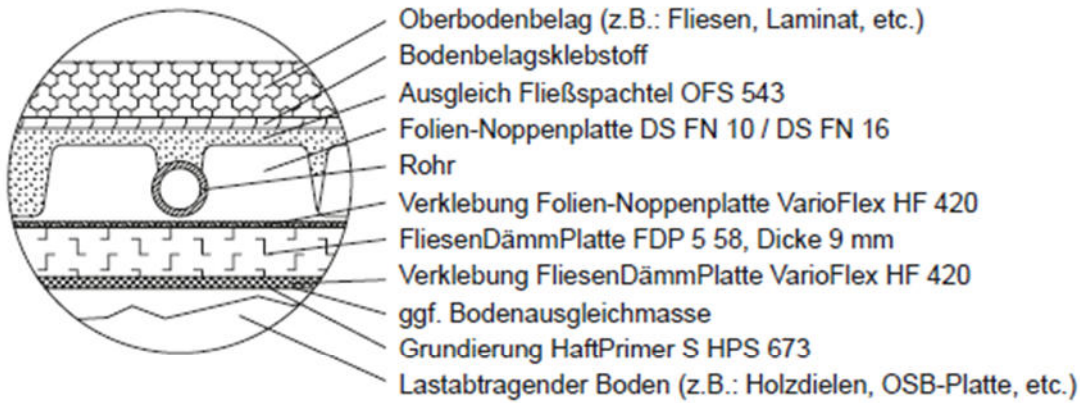 Oberbodenbelag (z.B.: Fliesen, Laminat, etc.)
Bodenbelagsklebstoff
Ausgleich Fließspachtel OFS 543
Folien-Noppenplatte DS FN 10 / DS FN 16
Rohr
Verklebung Folien-Noppenplatte VarioFlex HF 420
FliesenDämmPlatte FDP 5 58, Dicke 9 mm
Verklebung FliesenDämmPlatte VarioFlex HF 420
ggf. Bodenausgleichmasse
Grundierung HaftPrimer S HPS 673
Lastabtragender Boden (z.B.: Holzdielen, OSB-Platte, etc.)